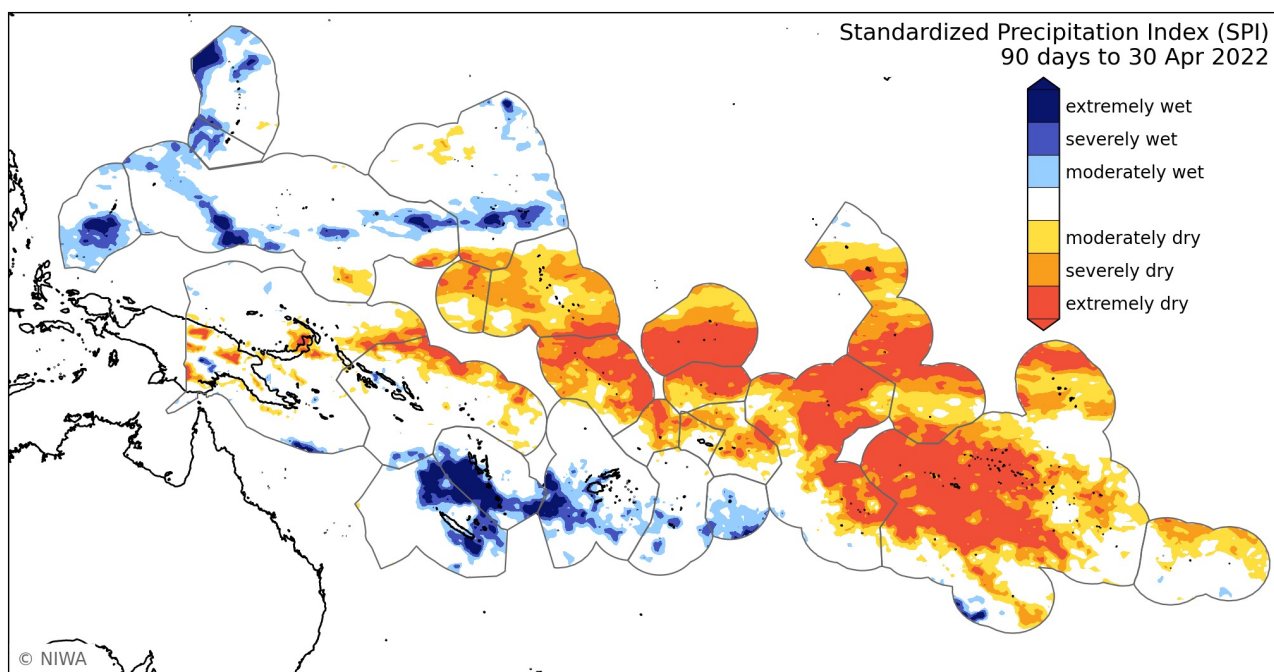 Standardized Precipitation Index (SPI)
90 days to 30 Apr 2022
extremely wet
severely wet
moderately wet
moderately dry
severely dry
extremely dry
© NIWA